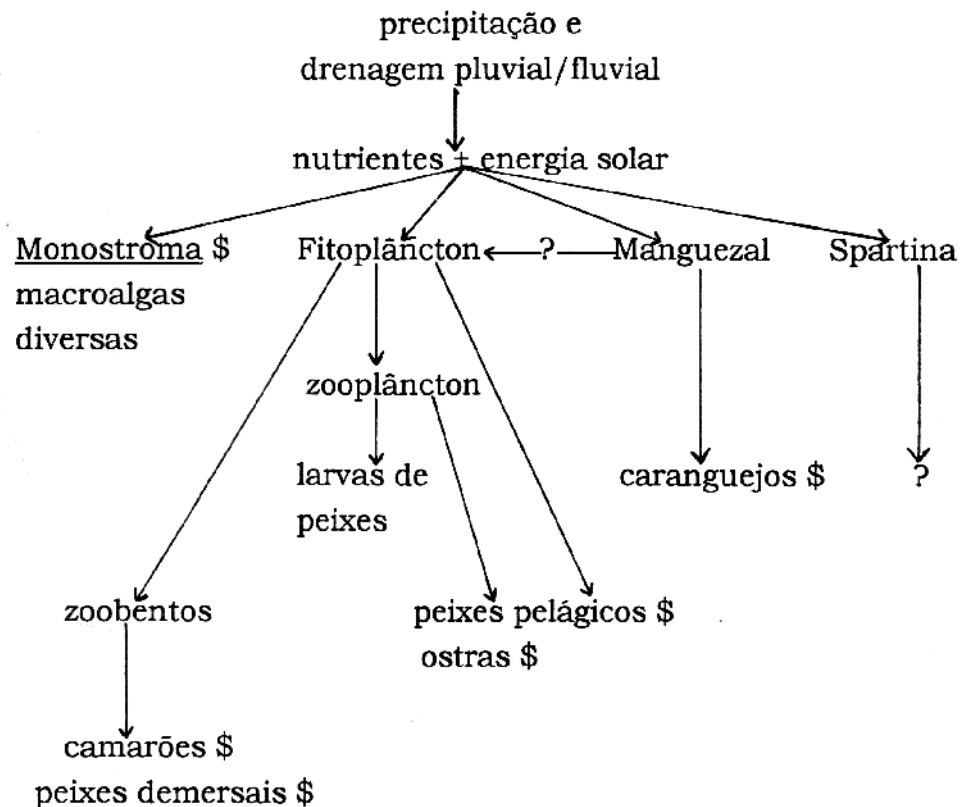 precipitação e
drenagem pluvial/fluvial
nutrientes + energia solar
Monostroma $
macroalgas
diversas
Fitoplâncton
?
Manguezal
Spartina
zooplâncton
larvas de
peixes
caranguejos $
?
zoobentos
peixes pelágicos $
ostras $
camarões $
peixes demersais $